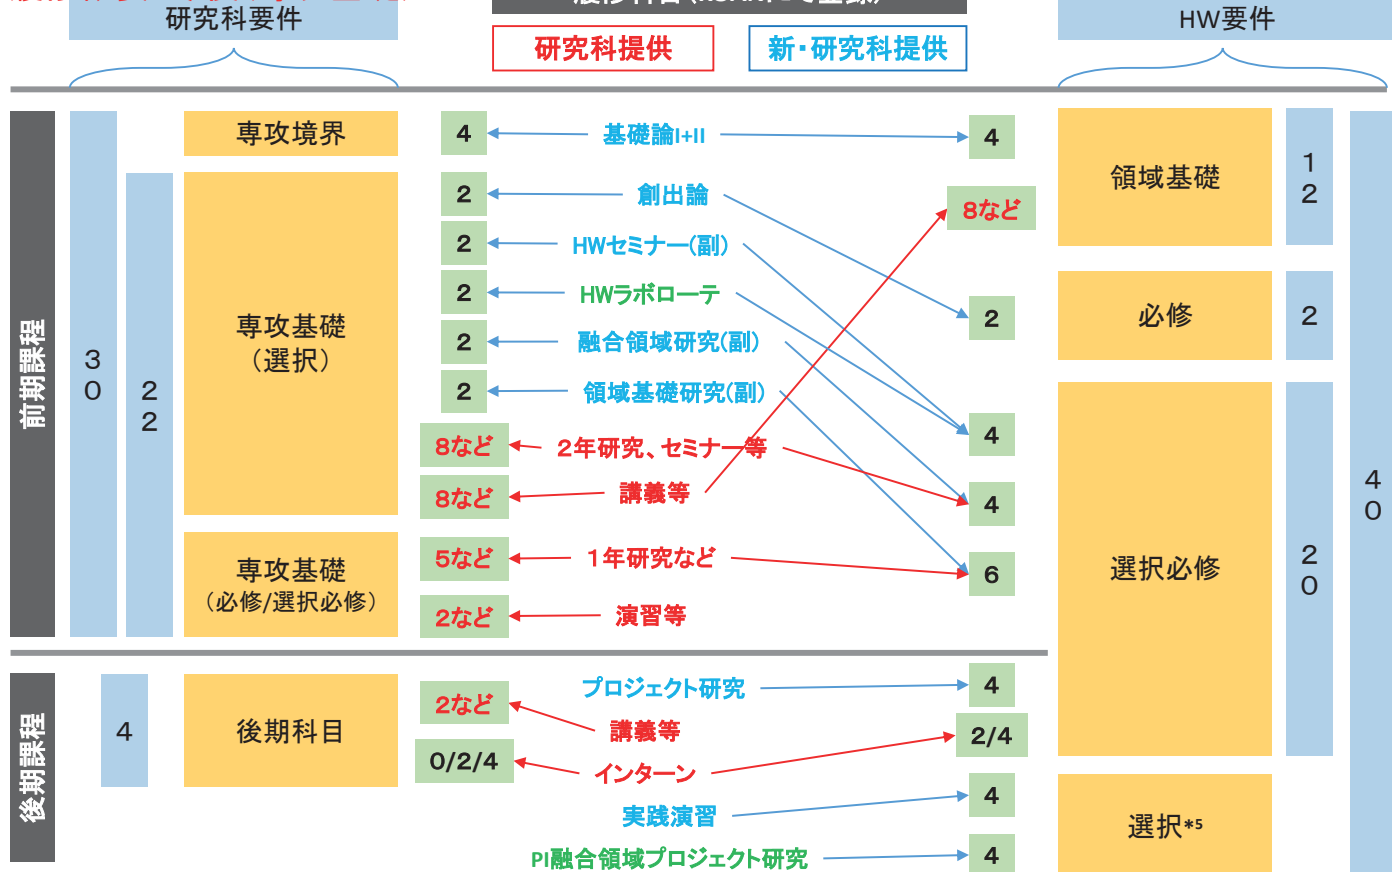 研究科要件
HW要件
研究科提供
新・研究科提供
前期課程
30
22
専攻境界
4
基礎論I+II
4
領域基礎
12
40
専攻基礎
（選択）
2
創出論
8など
2
HWセミナー(副)
2
HWラボローテ
2
必修
2
2
融合領域研究(副)
2
領域基礎研究(副)
4
選択必修
20
8など
2年研究、セミナー等
8など
講義等
4
専攻基礎
（必修/選択必修）
5など
1年研究など
6
2など
演習等
後期課程
4
後期科目
プロジェクト研究
4
2など
講義等
2/4
0/2/4
インターン
実践演習
4
選択*5
PI融合領域プロジェクト研究
4